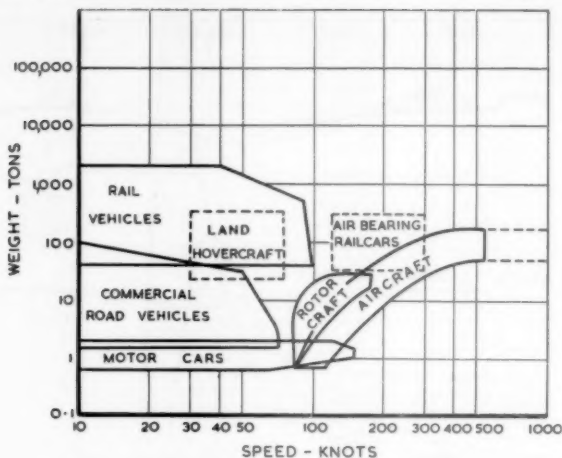 100,000
10,000
1,000
100
10
1
0·1
WEIGHT – TONS
RAIL
VEHICLES
LAND
HOVERCRAFT
AIR BEARING
RAILCARS
COMMERCIAL
ROAD VEHICLES
ROTOR
CRAFT
AIRCRAFT
MOTOR CARS
10 20 30 40 50 100 200 300 400 500 1000
SPEED – KNOTS